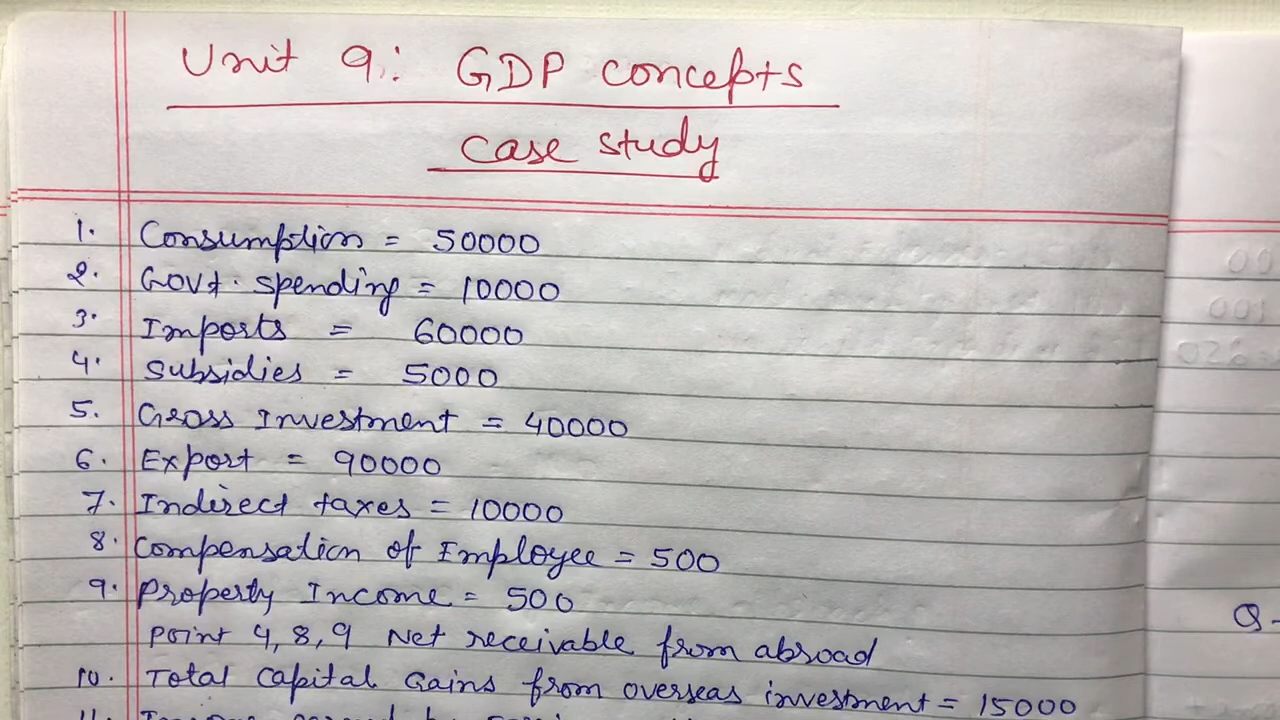 Unit 9: GDP concepts
Case study
1. Consumption = 50000
2. Govt. spending = 10000
3. Imports = 60000
4. Subsidies = 5000
5. Gross Investment = 40000
6. Export = 90000
7. Indirect taxes = 10000
8. Compensation of Employee = 500
9. Property Income = 500
Point 4, 8, 9 Net receivable from abroad
10. Total Capital Gains from overseas investment = 15000
11. Income
Q-